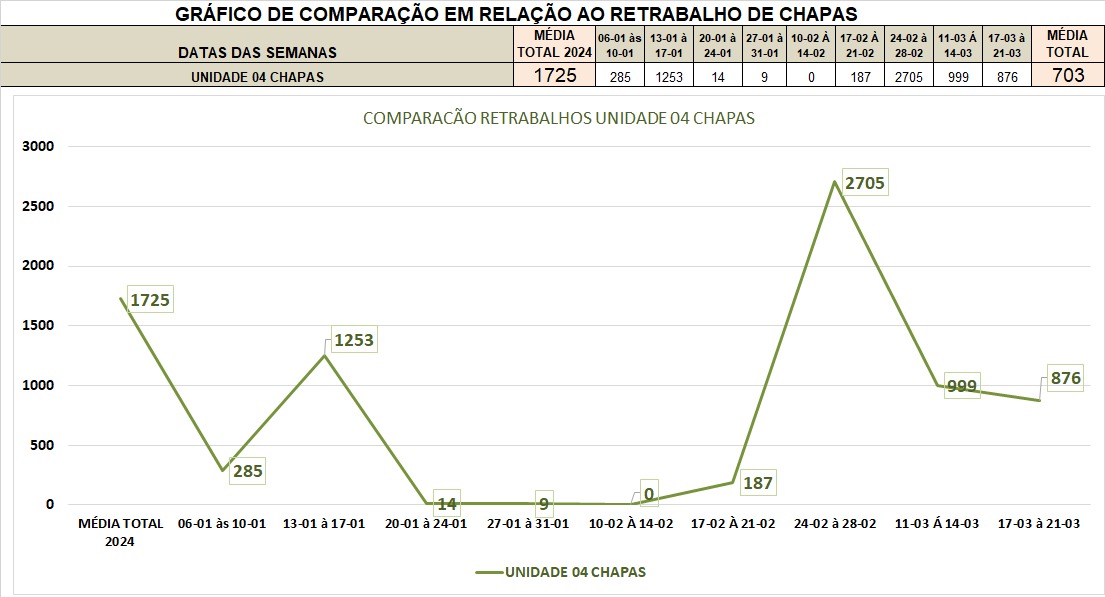 GRÁFICO DE COMPARAÇÃO EM RELAÇÃO AO RETRABALHO DE CHAPAS
DATAS DAS SEMANAS
MÉDIA TOTAL 2024
06-01 às 10-01
13-01 à 17-01
20-01 à 24-01
27-01 à 31-01
10-02 À 14-02
17-02 À 21-02
24-02 à 28-02
11-03 Á 14-03
17-03 à 21-03
MÉDIA TOTAL
UNIDADE 04 CHAPAS 1725 285 1253 14 9 0 187 2705 999 876 703
COMPARACÃO RETRABALHOS UNIDADE 04 CHAPAS
3000
2500
2000
1500
1000
500
0
1725
285
1253
14
9
0
187
2705
999
876
MÉDIA TOTAL 2024
06-01 às 10-01
13-01 à 17-01
20-01 à 24-01
27-01 à 31-01
10-02 À 14-02
17-02 À 21-02
24-02 à 28-02
11-03 Á 14-03
17-03 à 21-03
UNIDADE 04 CHAPAS